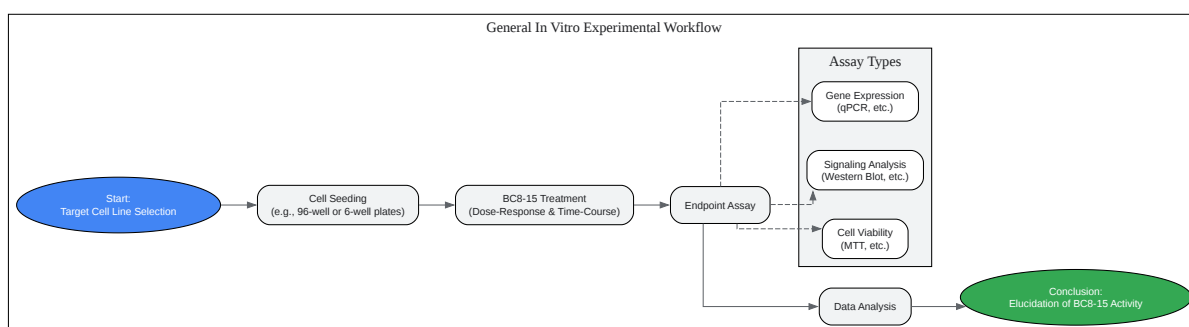 General In Vitro Experimental Workflow
Start:
Target Cell Line Selection
Cell Seeding
(e.g., 96-well or 6-well plates)
BC8-15 Treatment
(Dose-Response & Time-Course)
Endpoint Assay
Assay Types
Gene Expression
(qPCR, etc.)
Signaling Analysis
(Western Blot, etc.)
Cell Viability
(MTT, etc.)
Data Analysis
Conclusion:
Elucidation of BC8-15 Activity